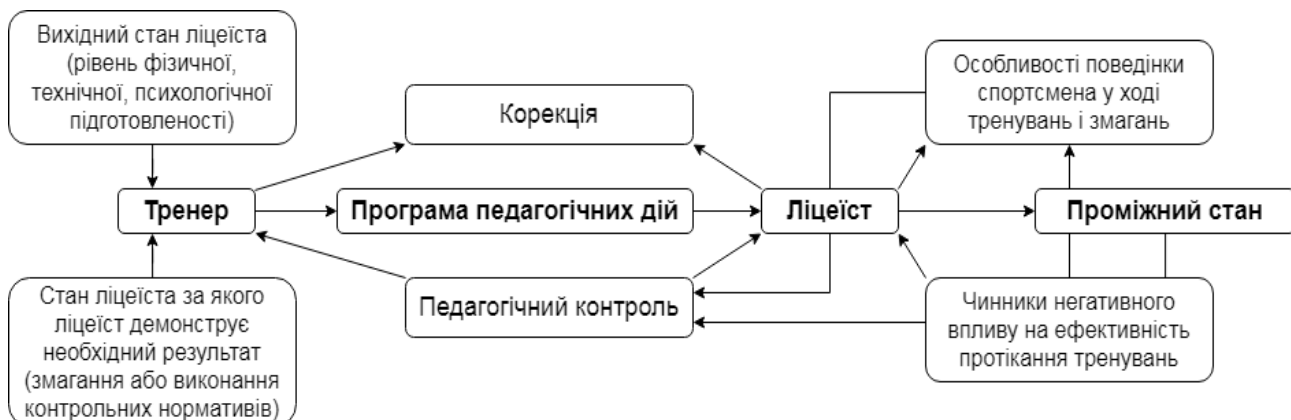 Вихідний стан ліцеїста
(рівень фізичної,
технічної, психологічної
підготовленості)
Корекція
Особливості поведінки
спортсмена у ході
тренувань і змагань
Тренер
Програма педагогічних дій
Ліцеїст
Проміжний стан
Стан ліцеїста за якого
ліцеїст демонструє
необхідний результат
(змагання або виконання
контрольних нормативів)
Педагогічний контроль
Чинники негативного
впливу на ефективність
протікання тренувань